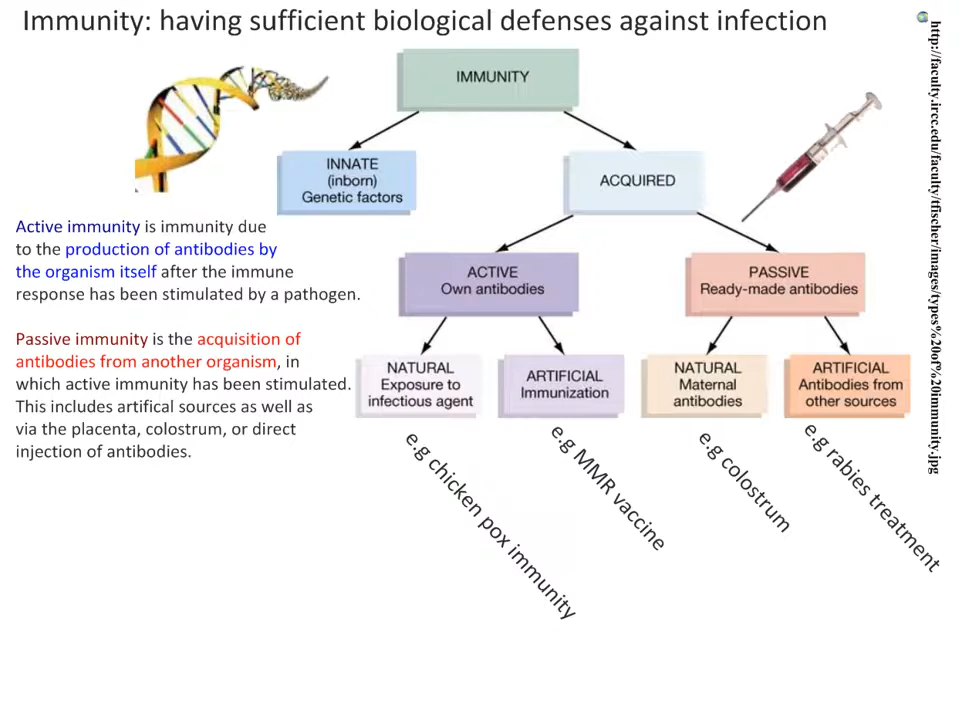 Immunity: having sufficient biological defenses against infection
IMMUNITY
INNATE
(inborn)
Genetic factors
ACQUIRED
Active immunity is immunity due
to the production of antibodies by
the organism itself after the immune
response has been stimulated by a pathogen.
Passive immunity is the acquisition of
antibodies from another organism, in
which active immunity has been stimulated.
This includes artifical sources as well as
via the placenta, colostrum, or direct
injection of antibodies.
ACTIVE
Own antibodies
PASSIVE
Ready-made antibodies
NATURAL
Exposure to
infectious agent
ARTIFICIAL
Immunization
NATURAL
Maternal
antibodies
ARTIFICIAL
Antibodies from
other sources
e.g chicken pox immunity
e.g MMR vaccine
e.g colostrum
e.g rabies treatment
http://faculty.ircc.edu/faculty/tfischer/images/types%20of%20immunity.jpg